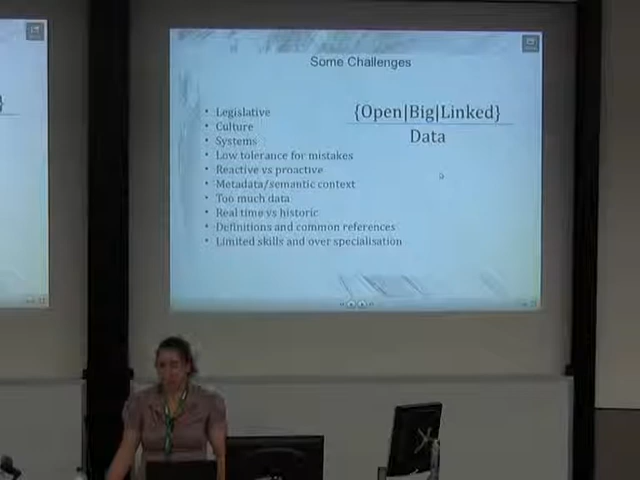 Some Challenges
{Open|Big|Linked}
Data
• Legislative
• Culture
• Systems
• Low tolerance for mistakes
• Reactive vs proactive
• Metadata/semantic context
• Too much data
• Real time vs historic
• Definitions and common references
• Limited skills and over specialisation